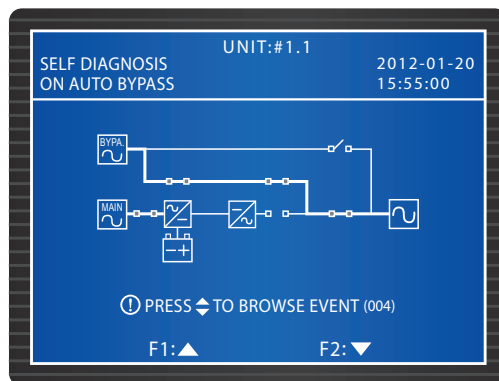 UNIT:#1.1
SELF DIAGNOSIS
ON AUTO BYPASS
2012-01-20
15:55:00
BYPA.
MAIN
PRESS TO BROWSE EVENT (004)
F1: F2: